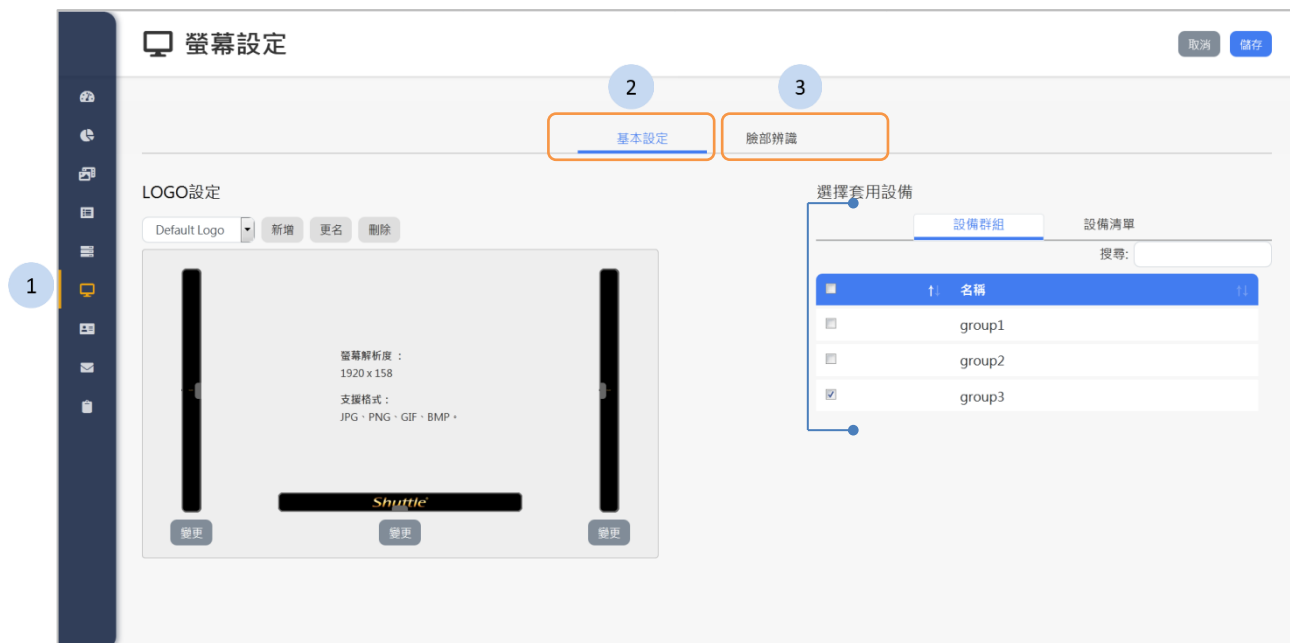 螢幕設定
取消
儲存
2
3
基本設定
臉部辨識
LOGO設定
選擇套用設備
Default Logo
新增
更名
刪除
設備群組
設備清單
搜尋:
1
↑↓
名稱
↑↓
group1
螢幕解析度 :
1920 x 158
group2
支援格式 :
JPG、PNG、GIF、BMP。
group3
Shuttle
變更
變更
變更